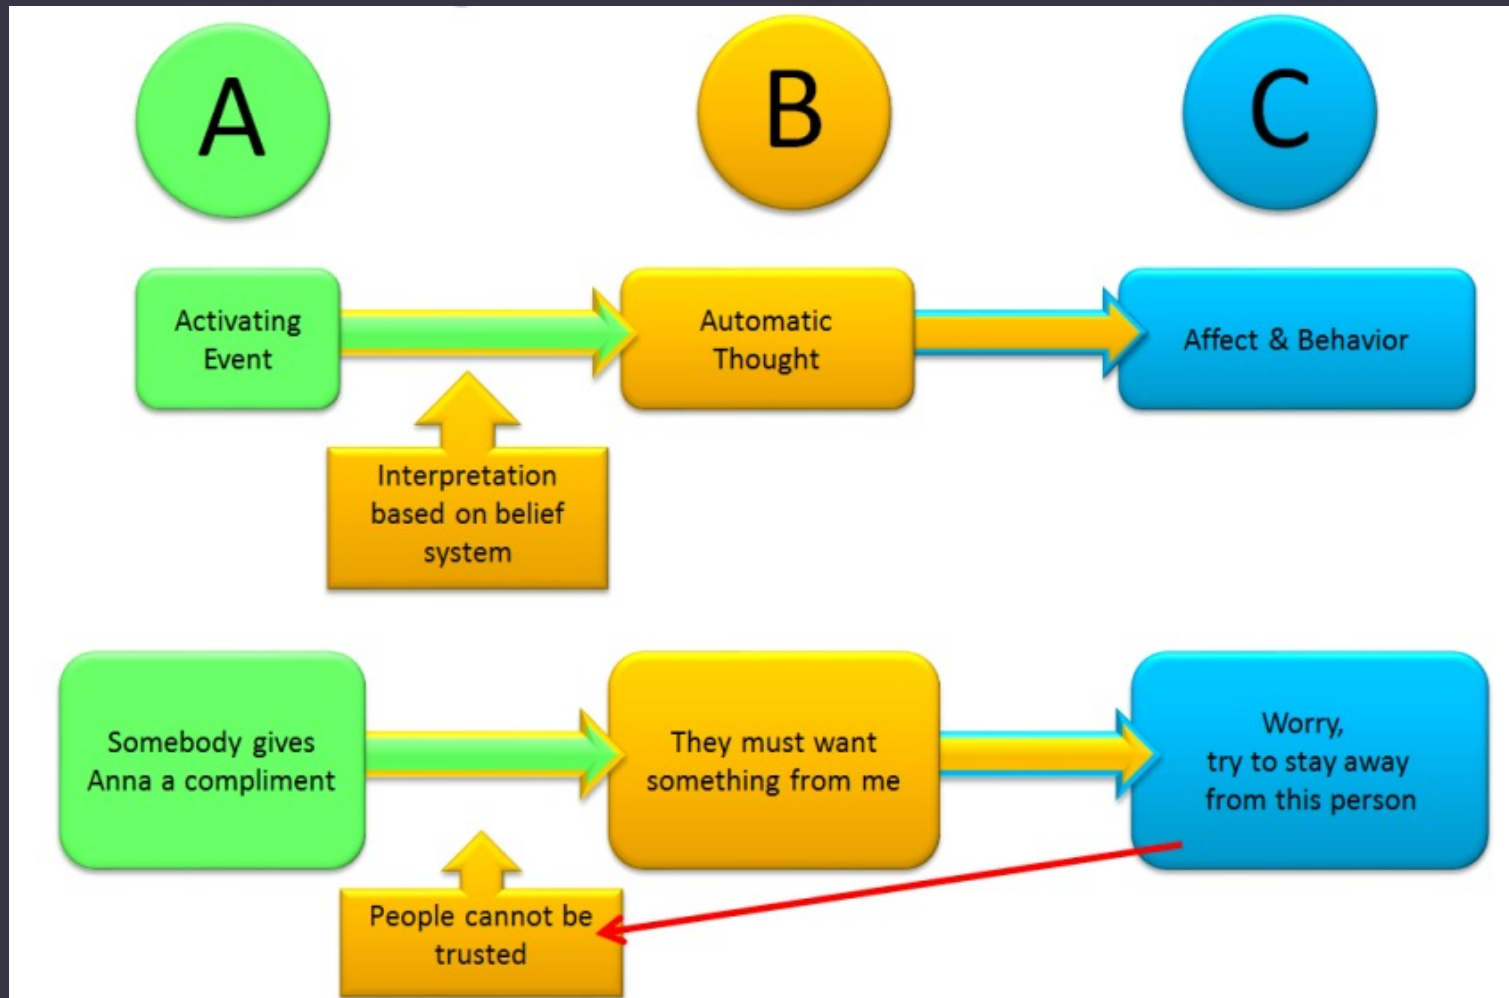 A
B
C
Activating
Event
Automatic
Thought
Affect & Behavior
Interpretation
based on belief
system
Somebody gives
Anna a compliment
They must want
something from me
Worry,
try to stay away
from this person
People cannot be
trusted